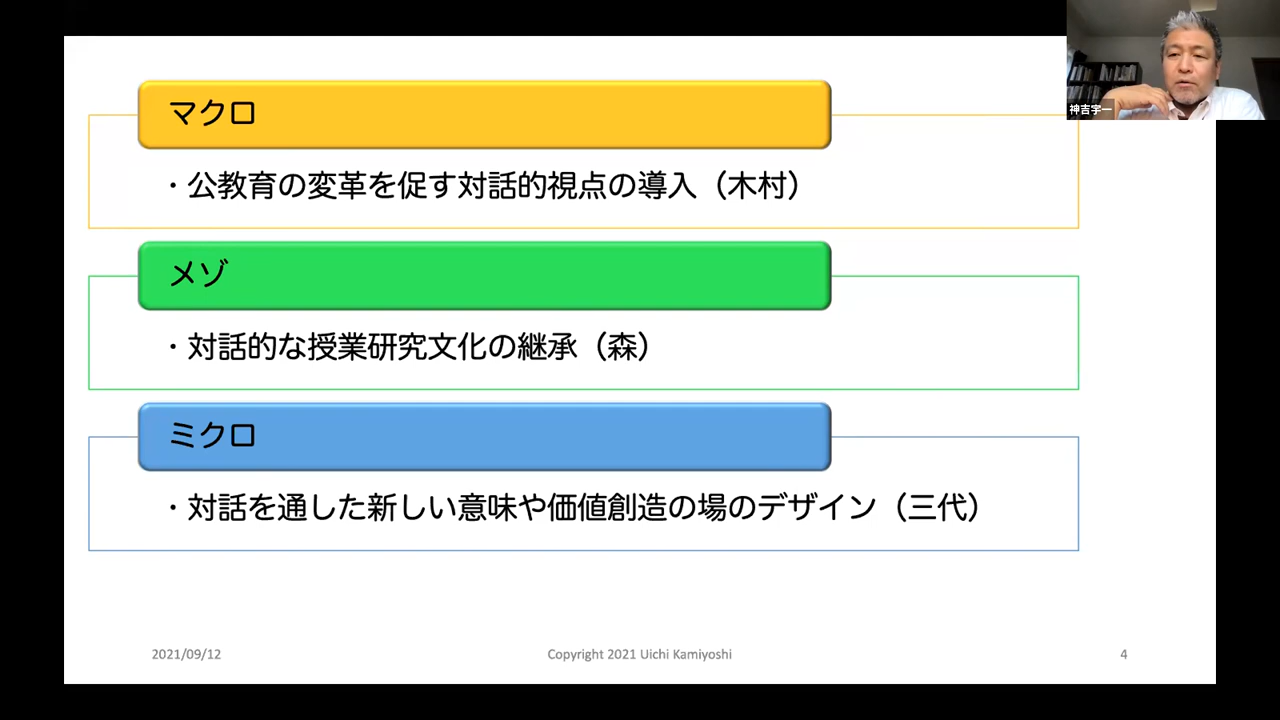 マクロ
・公教育の変革を促す対話的視点の導入（木村）
メゾ
・対話的な授業研究文化の継承（森）
ミクロ
・対話を通した新しい意味や価値創造の場のデザイン（三代）
2021/09/12
Copyright 2021 Uichi Kamiyoshi
4
神吉宇一